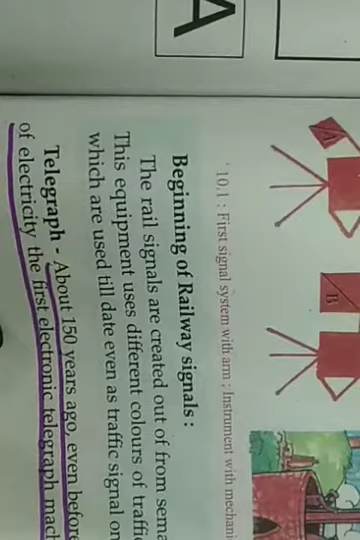 A
A
B
10.1 : First signal system with arm ; Instrument with mechani
Beginning of Railway signals :
The rail signals are created out of from sema
This equipment uses different colours of traffic
which are used till date even as traffic signal on
Telegraph - About 150 years ago, even before
of electricity the first electronic telegraph mach